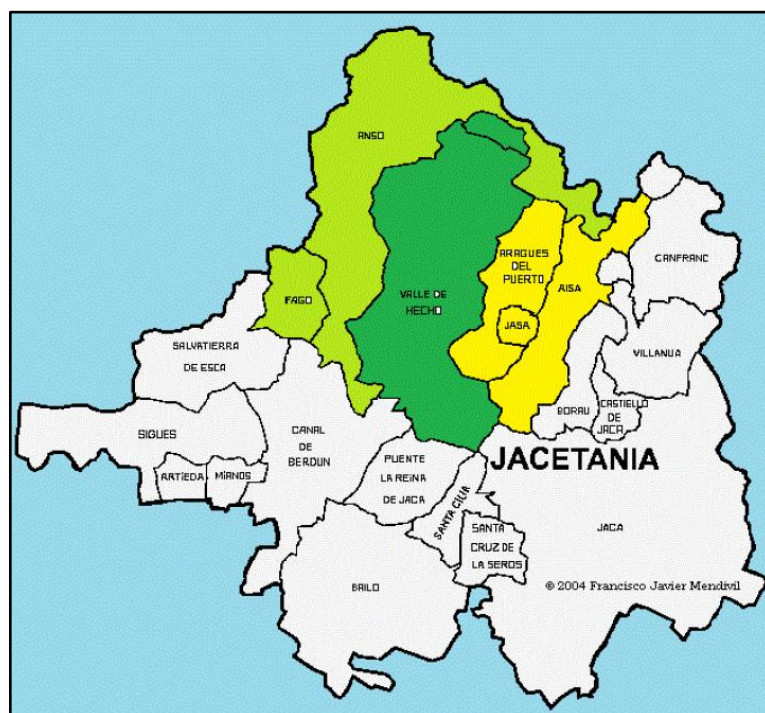 ANSO
FAGO
VALLE DE
HECHO
ARAGUES
DEL
PUERTO
JASA
AISA
CANFRANC
VILLANUA
BORAU
CASTIELLO
DE
JACA
SALVATIERRA
DE ESCA
SIGUES
ARTIEDA
MIANOS
CANAL
DE
BERDUN
PUENTE
LA REINA
DE JACA
SANTA CILIA
SANTA
CRUZ DE
LA SEROS
BAILO
JACETANIA
JACA
© 2004 Francisco Javier Mendivil